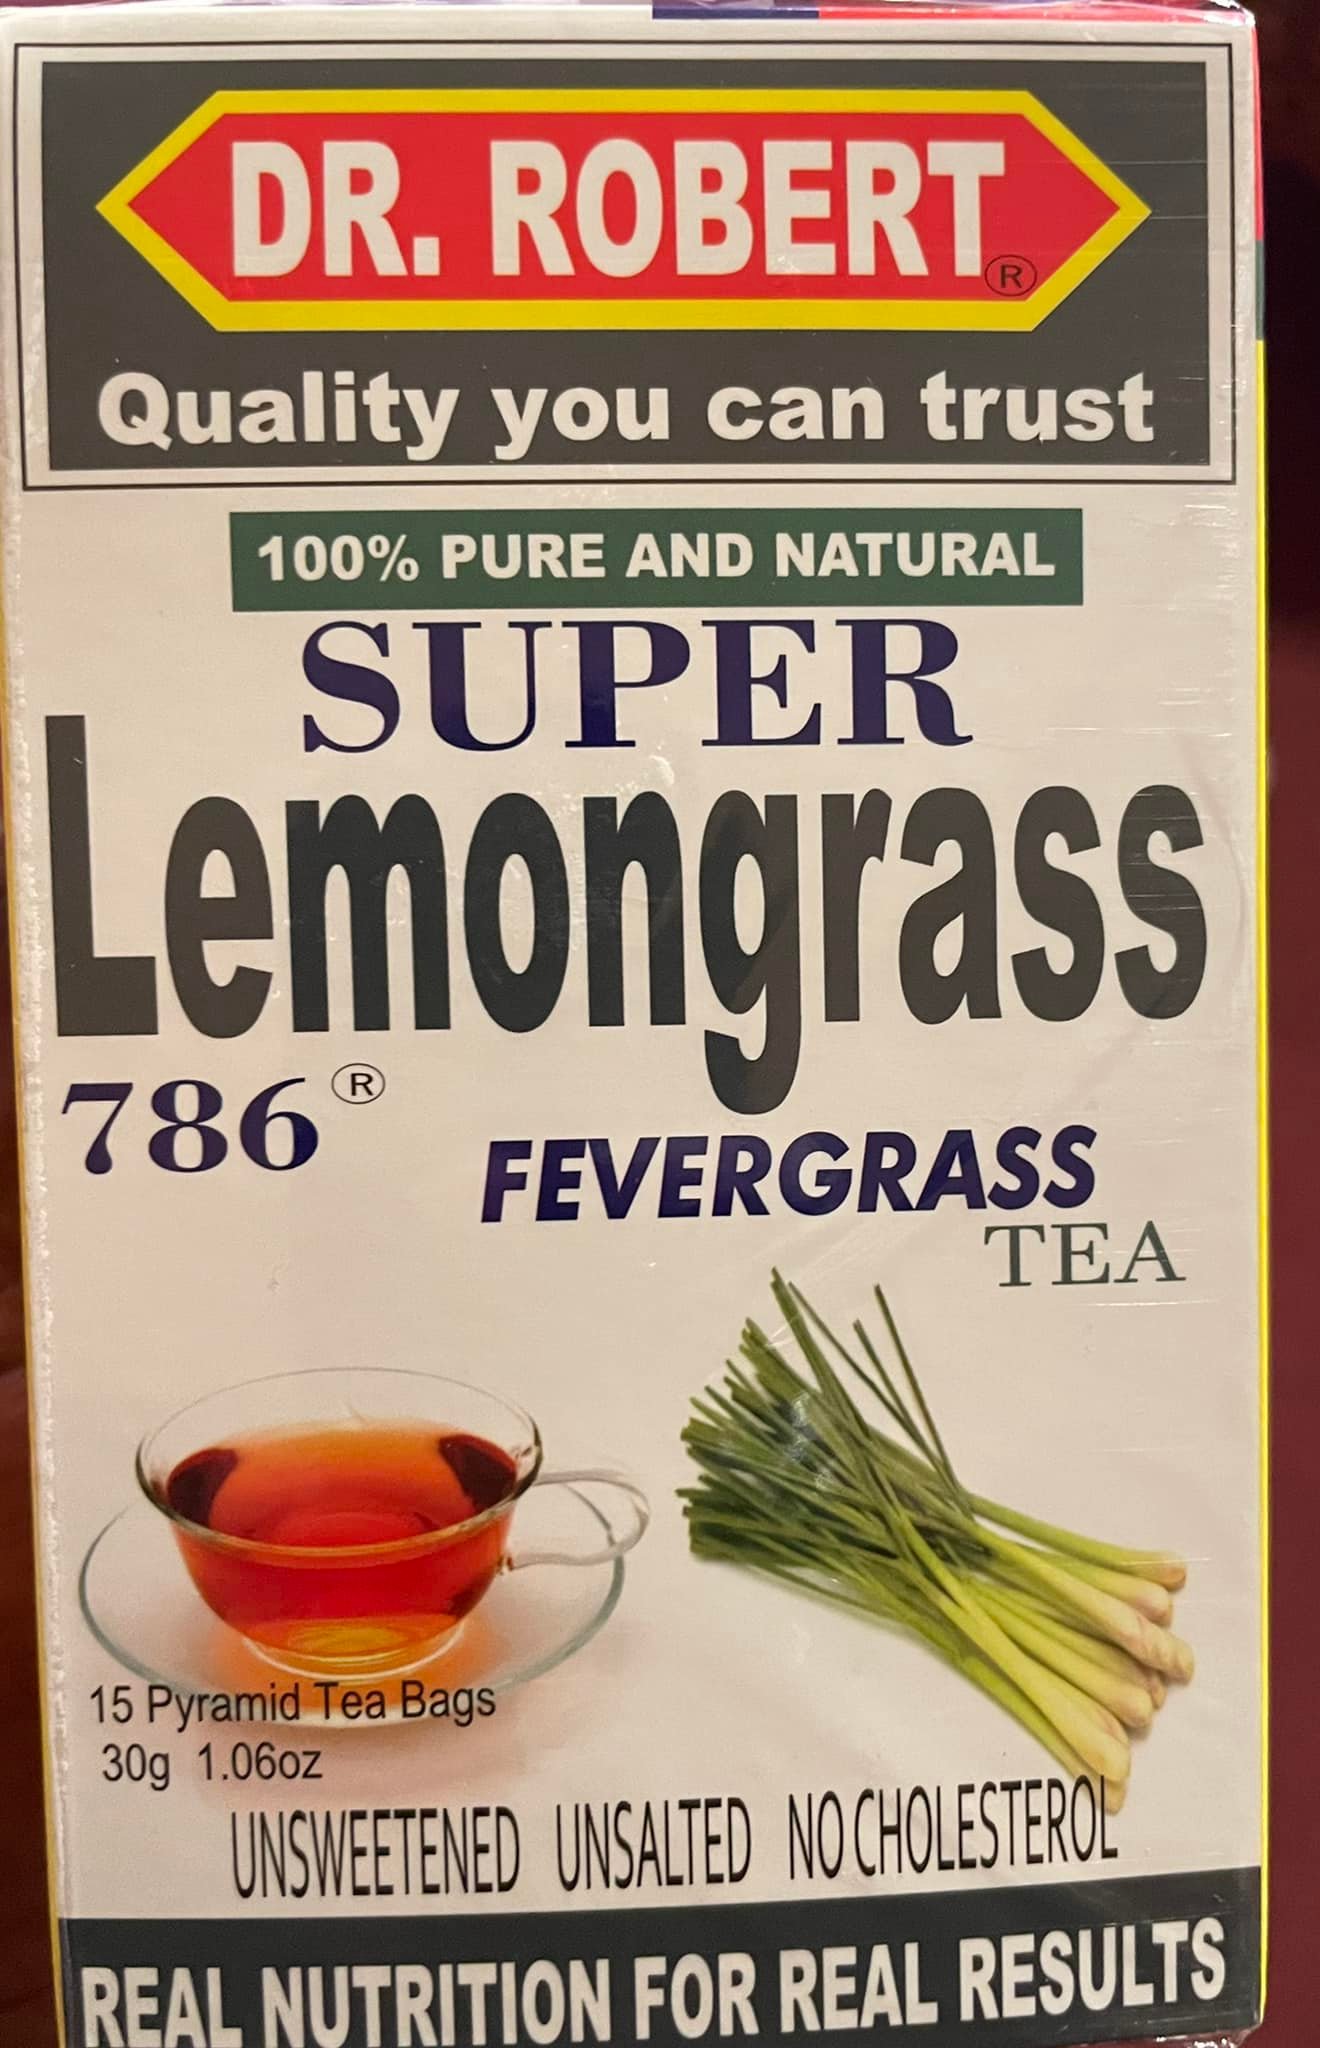 DR. ROBERT®
Quality you can trust
100% PURE AND NATURAL
SUPER
Lemongrass
786®
FEVERGRASS
TEA
15 Pyramid Tea Bags
30g 1.06oz
UNSWEETENED UNSALTED NO CHOLESTEROL
REAL NUTRITION FOR REAL RESULTS